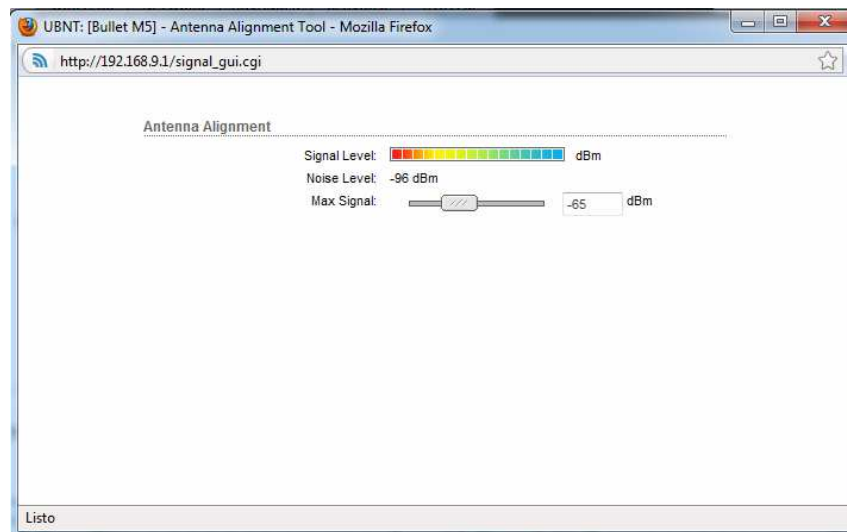 UBNT: [Bullet M5] - Antenna Alignment Tool - Mozilla Firefox
http://192.168.9.1/signal_gui.cgi
Antenna Alignment
Signal Level: dBm
Noise Level: -96 dBm
Max Signal: -65 dBm
Listo